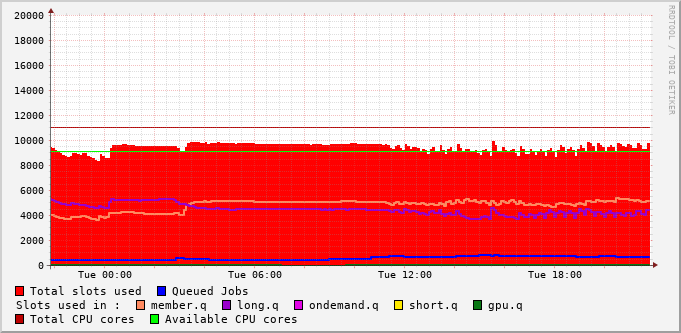 20000
18000
16000
14000
12000
10000
8000
6000
4000
2000
0
Tue 00:00 Tue 06:00 Tue 12:00 Tue 18:00
Total slots used Queued Jobs
Slots used in : member.q long.q ondemand.q short.q gpu.q
Total CPU cores Available CPU cores
RRDTOOL / TOBI OETIKER